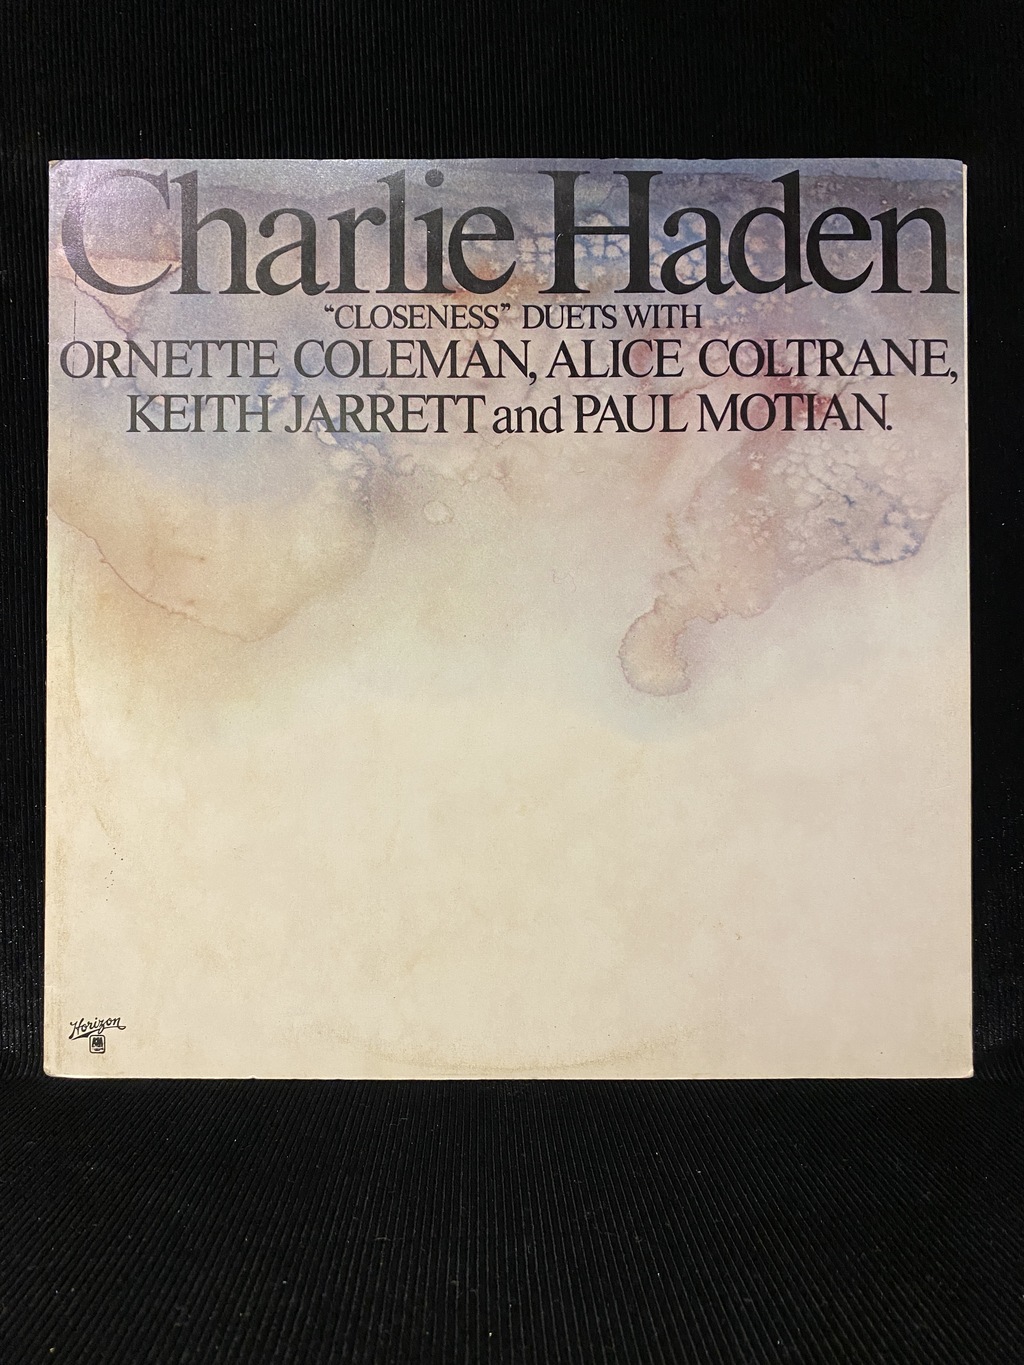 Charlie Haden
“CLOSENESS” DUETS WITH
ORNETTE COLEMAN, ALICE COLTRANE,
KEITH JARRETT and PAUL MOTIAN.
Horizon
A&M